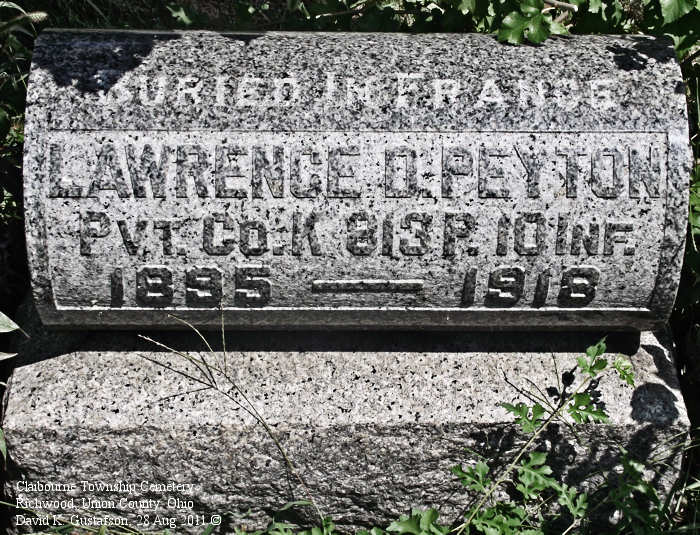 BURIED IN FRANCE
LAWRENCE D. PEYTON
PVT. CO. K 813 P. 10 INF.
1895 — 1918
Claibourne Township Cemetery
Richwood, Union County, Ohio
David K. Gustafson, 28 Aug 2011 ©